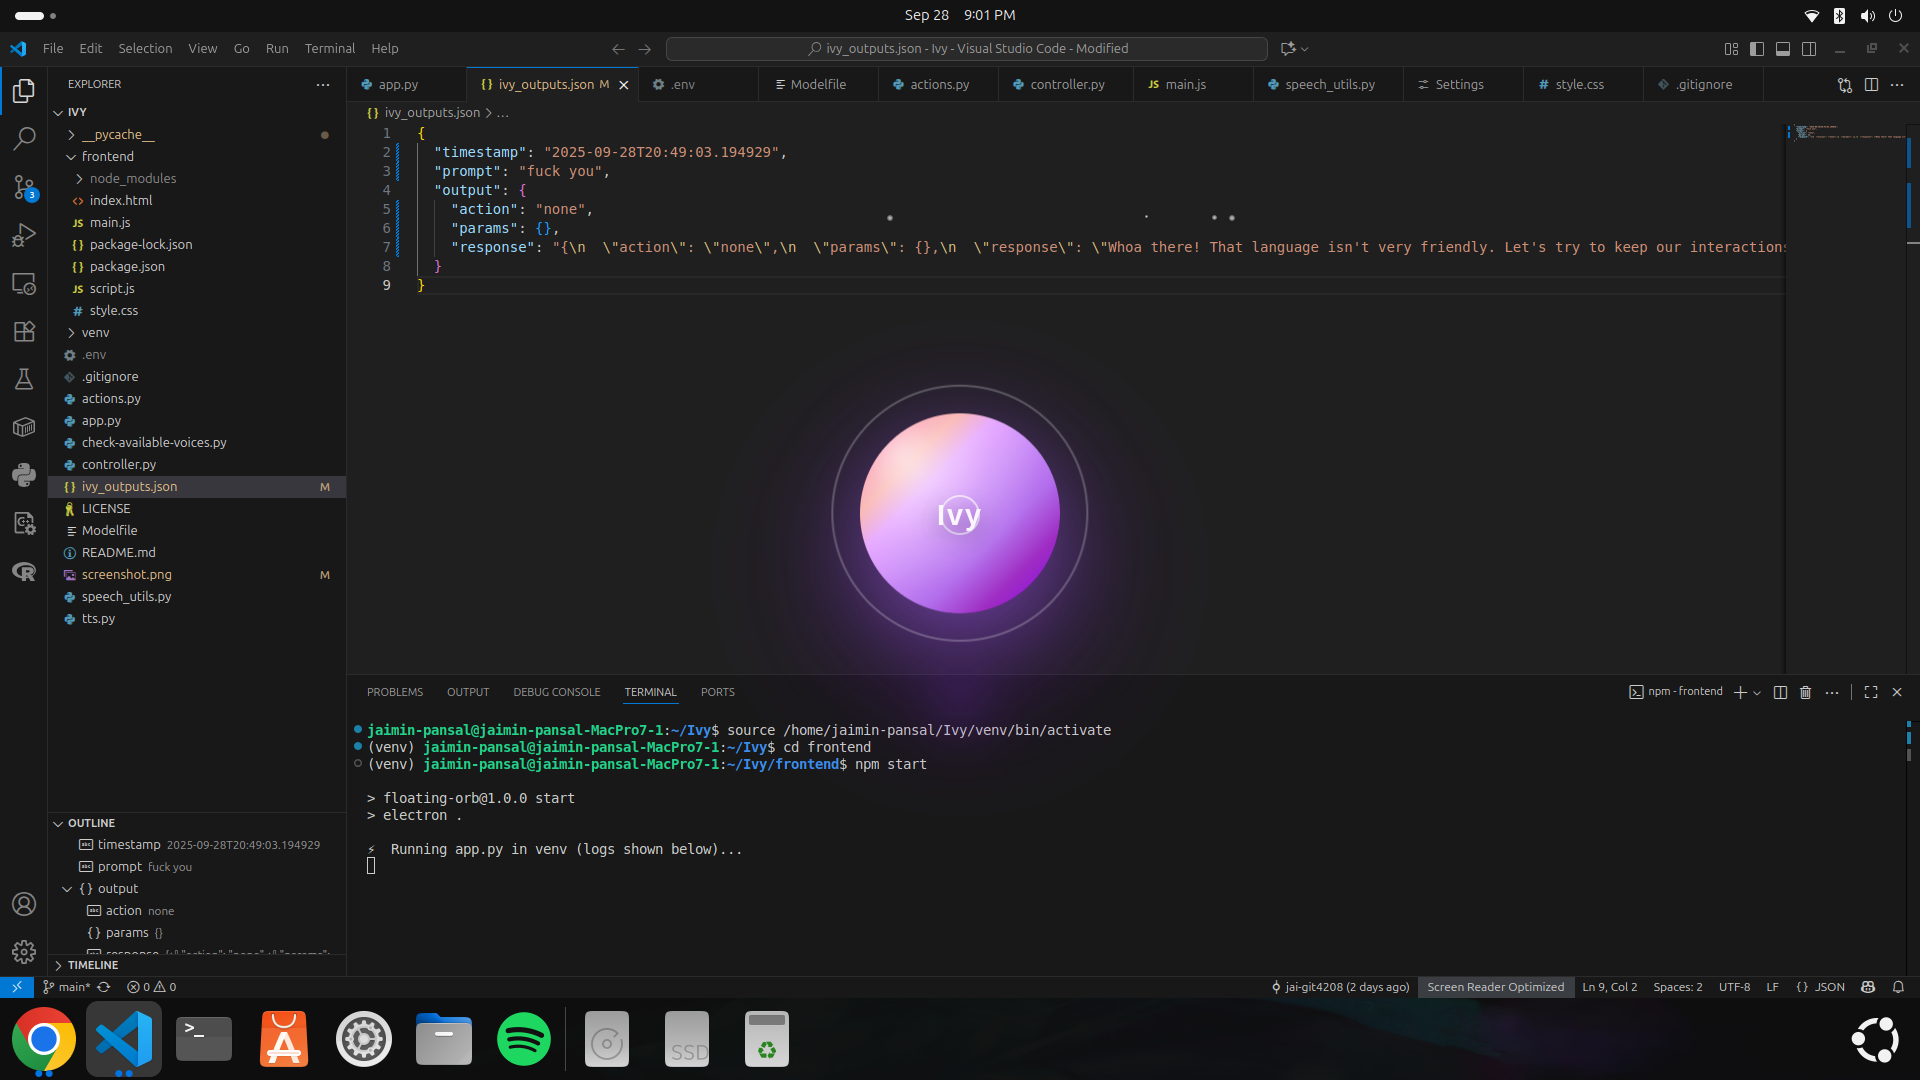 Sep 28 9:01 PM
File Edit Selection View Go Run Terminal Help
ivy_outputs.json - Ivy - Visual Studio Code - Modified
EXPLORER
app.py
ivy_outputs.json M
.env
Modelfile
actions.py
controller.py
JS main.js
speech_utils.py
Settings
# style.css
.gitignore
IVY
__pycache__
frontend
node_modules
<> index.html
JS main.js
{} package-lock.json
{} package.json
JS script.js
# style.css
venv
.env
.gitignore
actions.py
app.py
check-available-voices.py
controller.py
{} ivy_outputs.json M
LICENSE
Modelfile
README.md
screenshot.png M
speech_utils.py
tts.py
3
{} ivy_outputs.json > ...
1 {
2 "timestamp": "2025-09-28T20:49:03.194929",
3 "prompt": "fuck you",
4 "output": {
5 "action": "none",
6 "params": {},
7 "response": "{\n  \"action\": \"none\",\n  \"params\": {},\n  \"response\": \"Whoa there! That language isn't very friendly. Let's try to keep our interactions
8 }
9 }
Ivy
OUTLINE
timestamp 2025-09-28T20:49:03.194929
prompt fuck you
{} output
action none
{} params {}
TIMELINE
PROBLEMS OUTPUT DEBUG CONSOLE TERMINAL PORTS
npm - frontend
jaimin-pansal@jaimin-pansal-MacPro7-1:~/Ivy$ source /home/jaimin-pansal/Ivy/venv/bin/activate
(venv) jaimin-pansal@jaimin-pansal-MacPro7-1:~/Ivy$ cd frontend
(venv) jaimin-pansal@jaimin-pansal-MacPro7-1:~/Ivy/frontend$ npm start
> floating-orb@1.0.0 start
> electron .
⚡ Running app.py in venv (logs shown below)...
main* 0 0
jai-git4208 (2 days ago) Screen Reader Optimized Ln 9, Col 2 Spaces: 2 UTF-8 LF {} JSON
>_
SSD